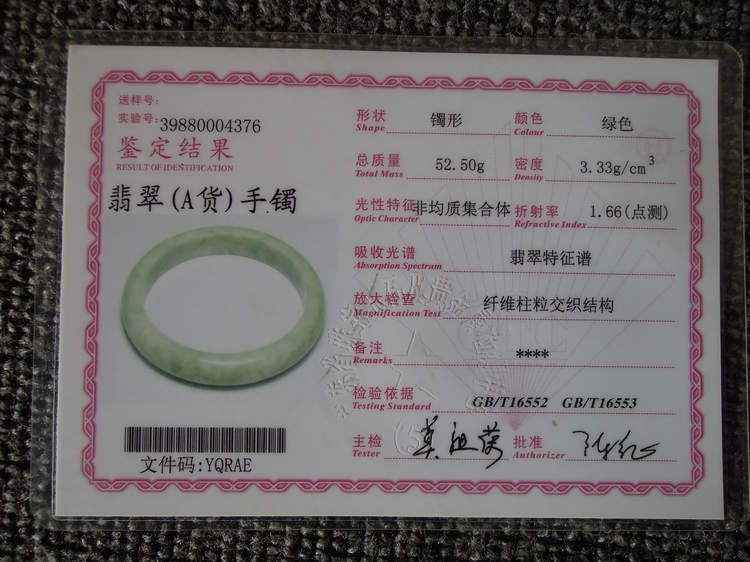 送样号:
实验号: 39880004376
鉴定结果
RESULT OF IDENTIFICATION
翡翠(A货)手镯
文件码:YQRAE
形状 镯形 颜色 绿色
Shape Colour
总质量 52.50g 密度 3.33g/cm³
Total Mass Density
光性特征 非均质集合体 折射率 1.66(点测)
Optic Character Refractive Index
吸收光谱 翡翠特征谱
Absorption Spectrum
放大检查 纤维柱粒交织结构
Magnification Test
备注 ****
Remarks
检验依据 GB/T16552 GB/T16553
Testing Standard
主检 批准
Tester Authorizer